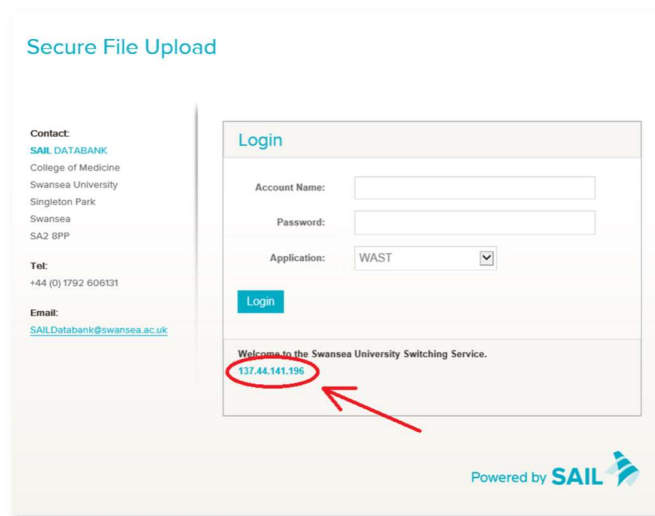 Secure File Upload
Contact:
SAIL DATABANK
College of Medicine
Swansea University
Singleton Park
Swansea
SA2 8PP
Tel:
+44 (0) 1792 606131
Email:
SAILDatabank@swansea.ac.uk
Login
Account Name:
Password:
Application: WAST
Login
Welcome to the Swansea University Switching Service.
137.44.141.196
Powered by SAIL